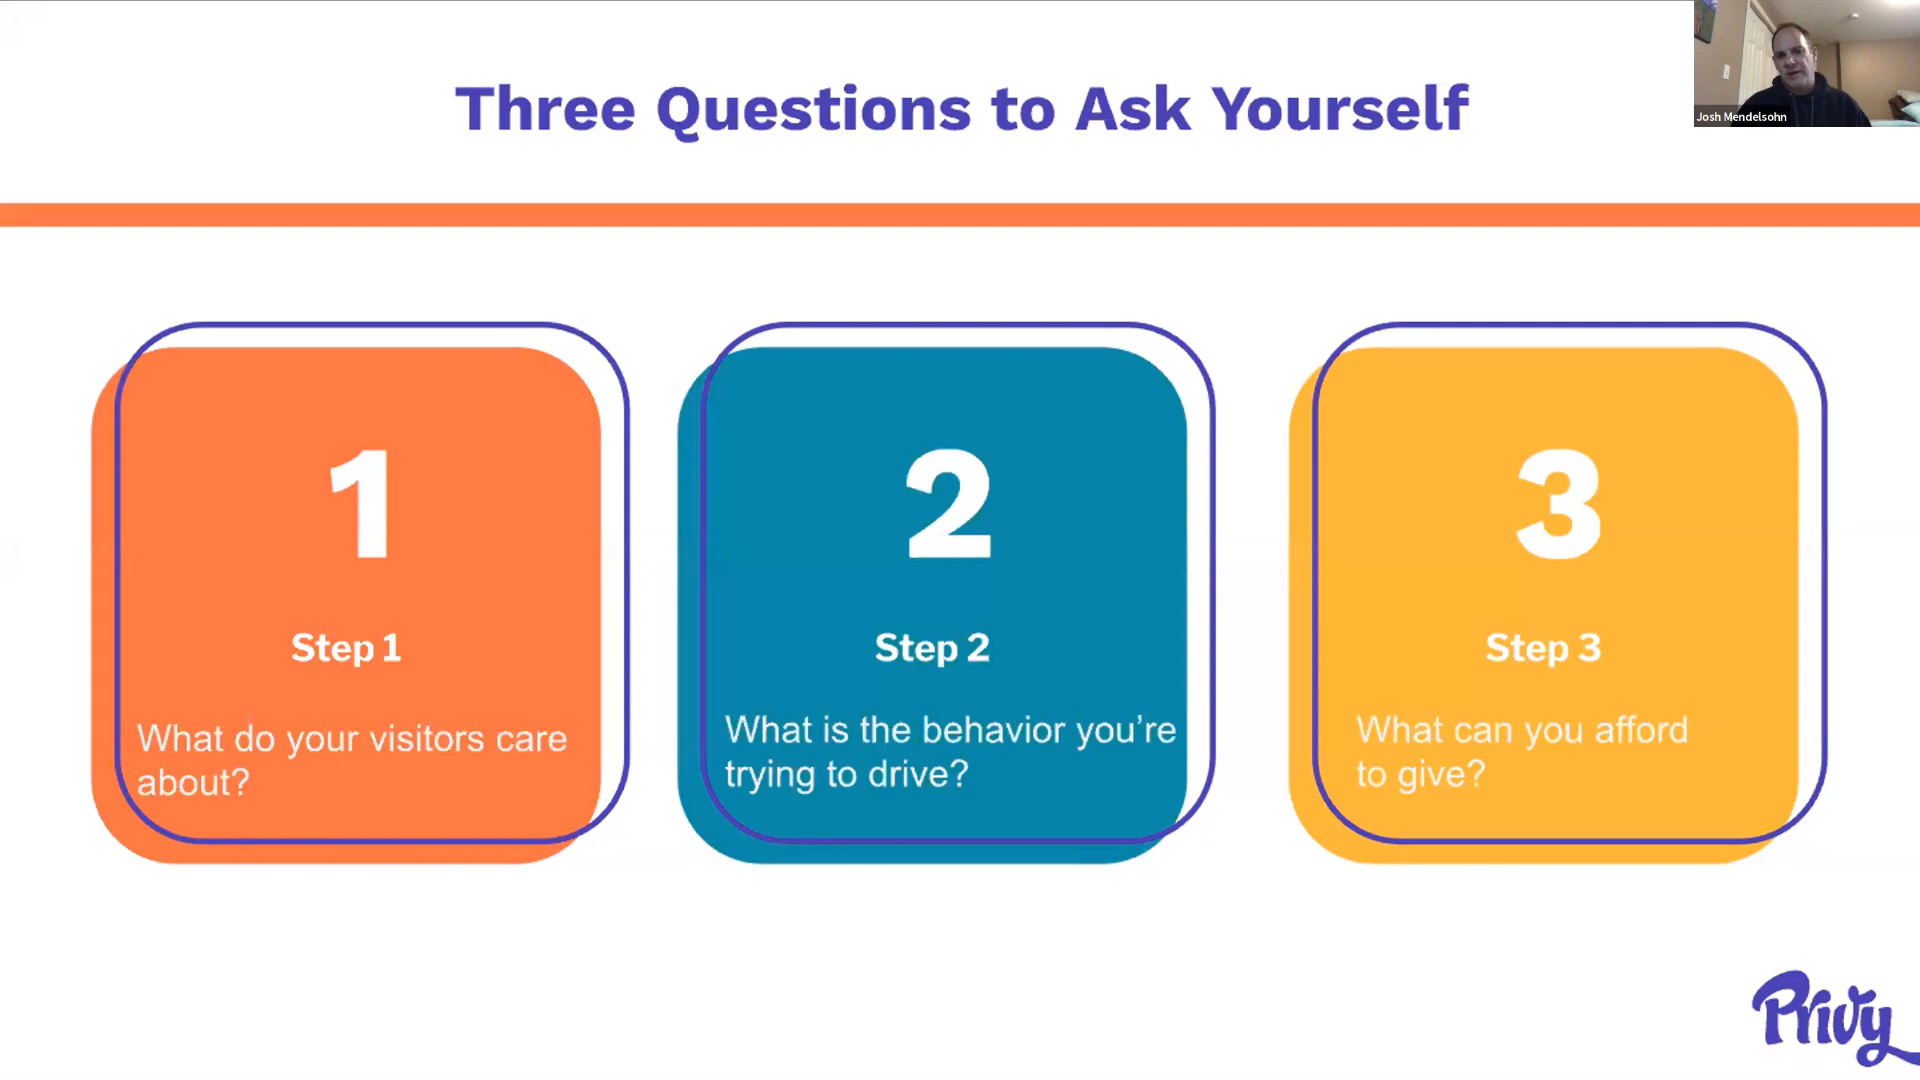 Three Questions to Ask Yourself
Josh Mendelsohn
1
Step 1
What do your visitors care
about?
2
Step 2
What is the behavior you’re
trying to drive?
3
Step 3
What can you afford
to give?
Privy